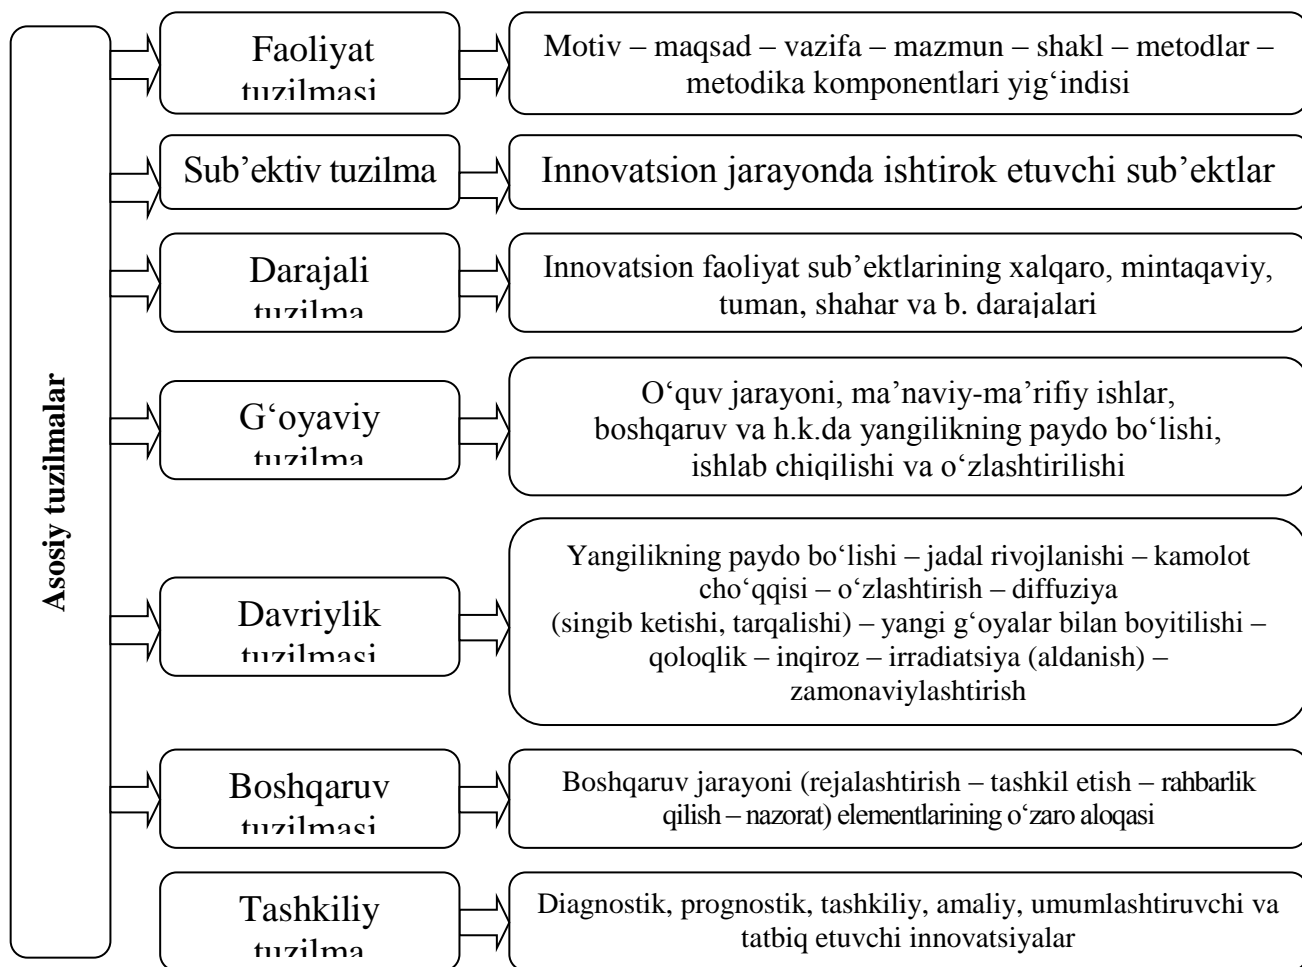 Asosiy tuzilmalar
Faoliyat
tuzilmasi
Motiv – maqsad – vazifa – mazmun – shakl – metodlar –
metodika komponentlari yig‘indisi
Sub’ektiv tuzilma
Innovatsion jarayonda ishtirok etuvchi sub’ektlar
Darajali
tuzilma
Innovatsion faoliyat sub’ektlarining xalqaro, mintaqaviy,
tuman, shahar va b. darajalari
G‘oyaviy
tuzilma
O‘quv jarayoni, ma’naviy-ma’rifiy ishlar,
boshqaruv va h.k.da yangilikning paydo bo‘lishi,
ishlab chiqilishi va o‘zlashtirilishi
Davriylik
tuzilmasi
Yangilikning paydo bo‘lishi – jadal rivojlanishi – kamolot
cho‘qqisi – o‘zlashtirish – diffuziya
(singib ketishi, tarqalishi) – yangi g‘oyalar bilan boyitilishi –
qoloqlik – inqiroz – irradiatsiya (aldanish) –
zamonaviylashtirish
Boshqaruv
tuzilmasi
Boshqaruv jarayoni (rejalashtirish – tashkil etish – rahbarlik
qilish – nazorat) elementlarining o‘zaro aloqasi
Tashkiliy
tuzilma
Diagnostik, prognostik, tashkiliy, amaliy, umumlashtiruvchi va
tatbiq etuvchi innovatsiyalar